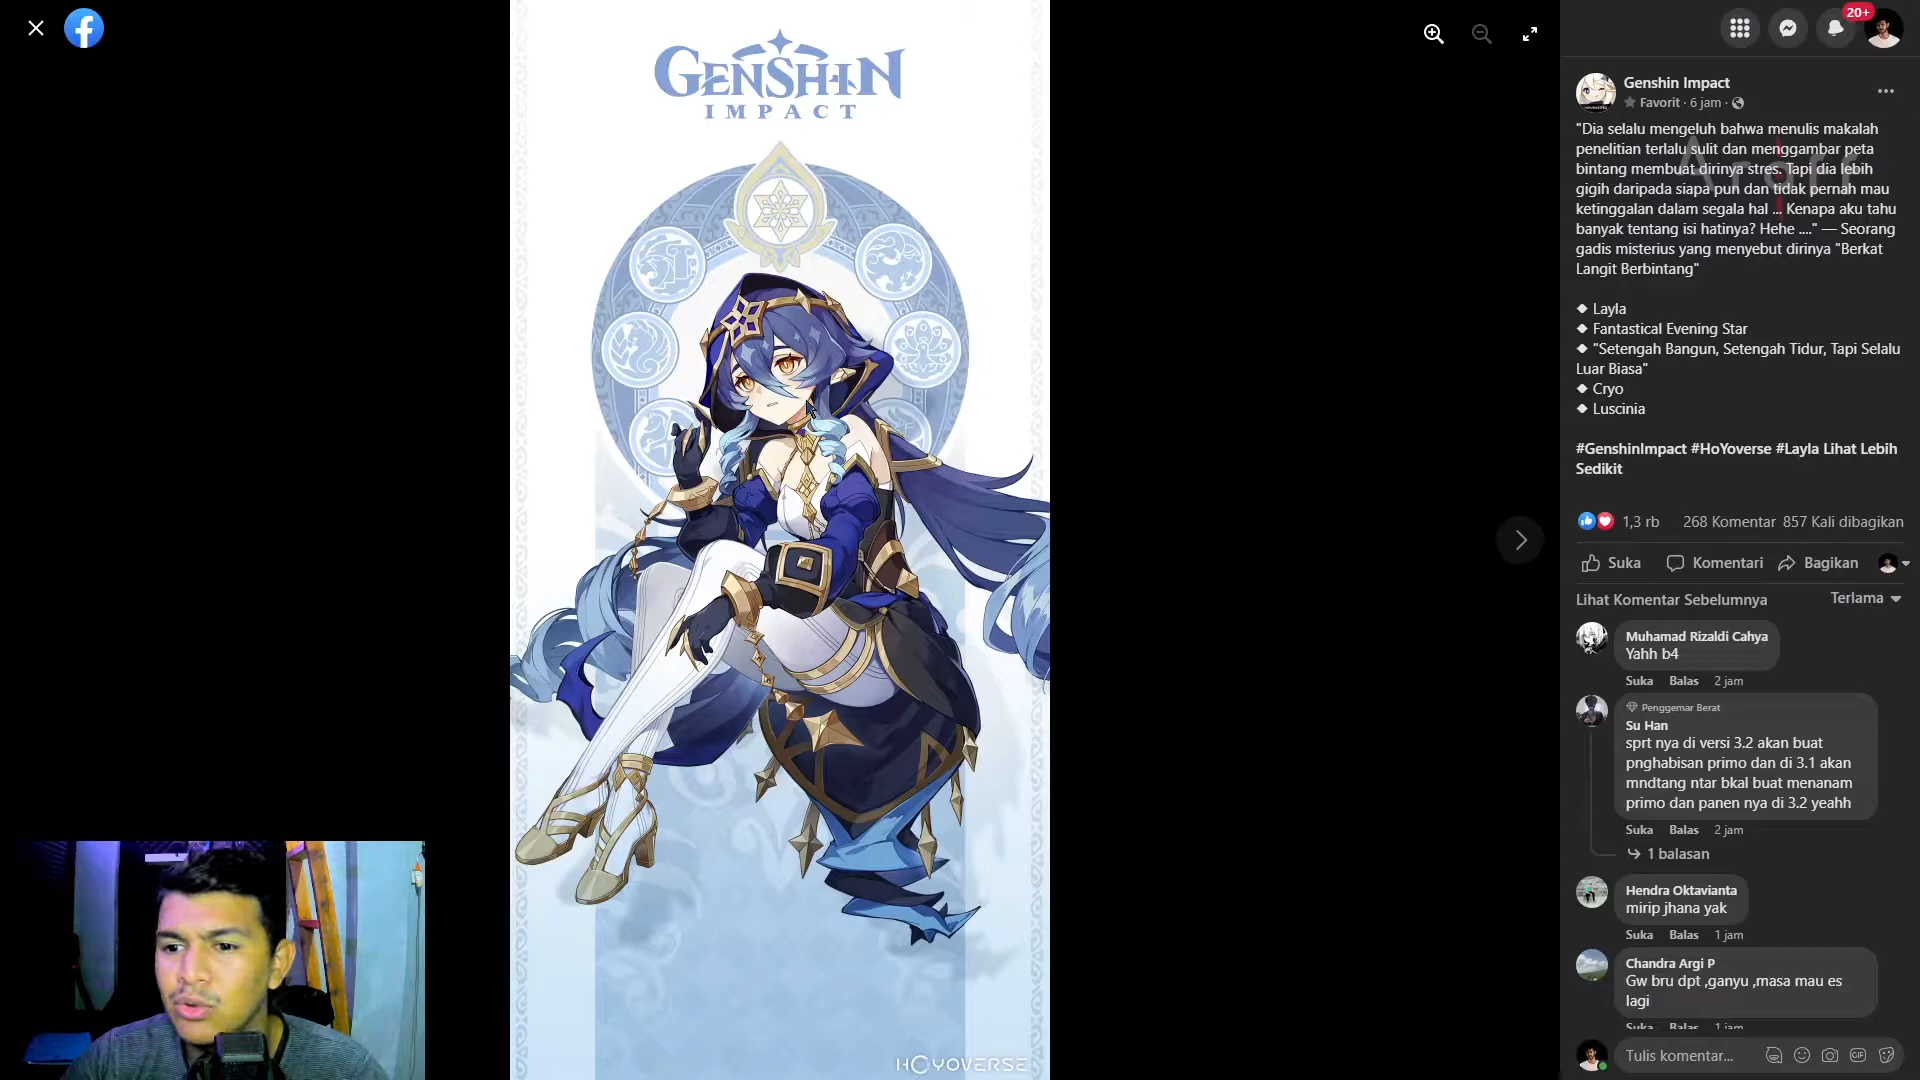 GENSHIN
IMPACT
HOYOVERSE
20+
Genshin Impact
Favorit · 6 jam ·
"Dia selalu mengeluh bahwa menulis makalah
penelitian terlalu sulit dan menggambar peta
bintang membuat dirinya stres. Tapi dia lebih
gigih daripada siapa pun dan tidak pernah mau
ketinggalan dalam segala hal ... Kenapa aku tahu
banyak tentang isi hatinya? Hehe ...." — Seorang
gadis misterius yang menyebut dirinya "Berkat
Langit Berbintang"
◆ Layla
◆ Fantastical Evening Star
◆ "Setengah Bangun, Setengah Tidur, Tapi Selalu
Luar Biasa"
◆ Cryo
◆ Luscinia
#GenshinImpact #HoYoverse #Layla Lihat Lebih
Sedikit
1,3 rb 268 Komentar 857 Kali dibagikan
Suka Komentari Bagikan
Lihat Komentar Sebelumnya Terlama
Muhamad Rizaldi Cahya
Yahh b4
Suka Balas 2 jam
Penggemar Berat
Su Han
sprt nya di versi 3.2 akan buat
pnghabisan primo dan di 3.1 akan
mndtang ntar bkal buat menanam
primo dan panen nya di 3.2 yeahh
Suka Balas 2 jam
1 balasan
Hendra Oktavianta
mirip jhana yak
Suka Balas 1 jam
Chandra Argi P
Gw bru dpt ,ganyu ,masa mau es
lagi
Suka Balas 1 jam
Tulis komentar...
GIF